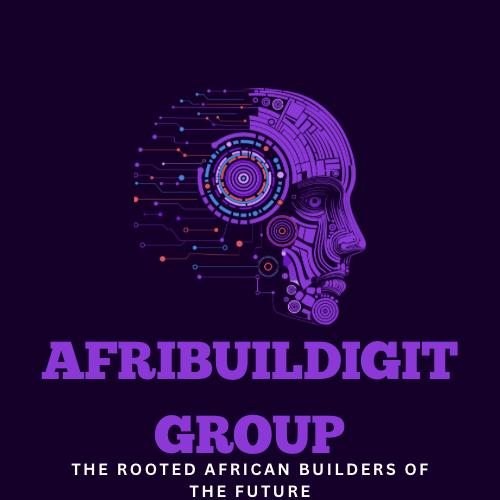 AFRIBUILDIGIT
GROUP
THE ROOTED AFRICAN BUILDERS OF
THE FUTURE